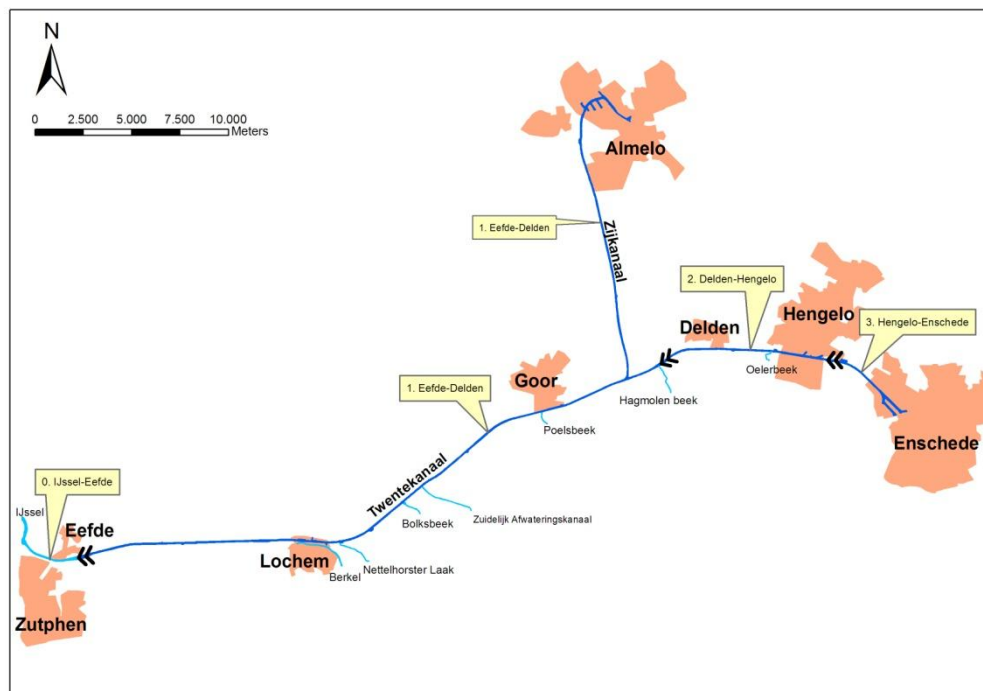 N
0 2.500 5.000 7.500 10.000
Meters
Almelo
1. Eefde-Delden
Zijkanaal
2. Delden-Hengelo
Hengelo
3. Hengelo-Enschede
Delden
Oelerbeek
Goor
1. Eefde-Delden
Hagmolen beek
Poelsbeek
Enschede
Twentekanaal
0. IJssel-Eefde
IJssel
Eefde
Bolksbeek
Zuidelijk Afwateringskanaal
Lochem
Nettelhorster Laak
Berkel
Zutphen